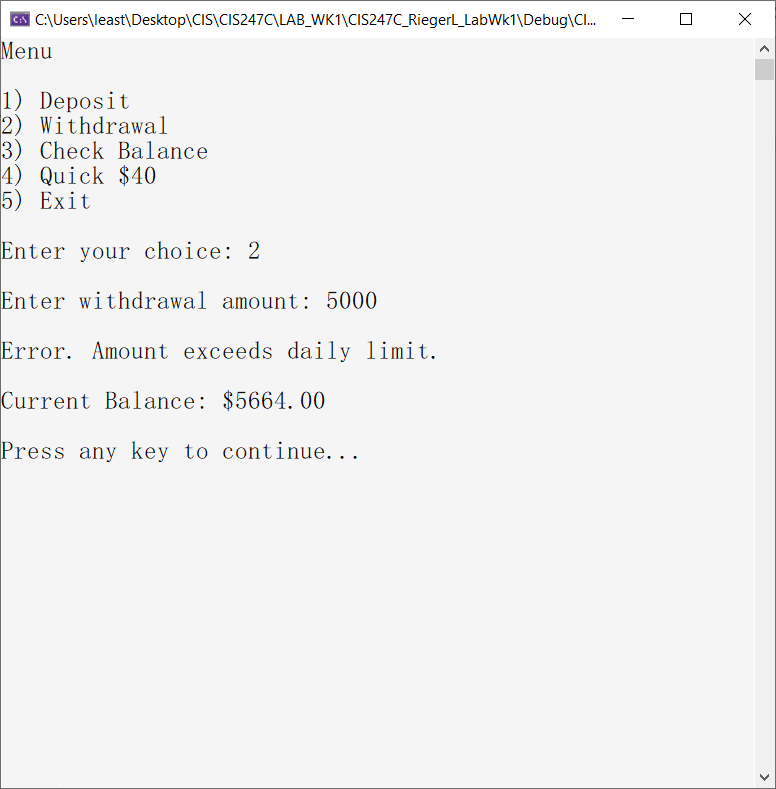 C:\Users\least\Desktop\CIS\CIS247C\LAB_WK1\CIS247C_RiegerL_LabWk1\Debug\CI...
Menu
1) Deposit
2) Withdrawal
3) Check Balance
4) Quick $40
5) Exit
Enter your choice: 2
Enter withdrawal amount: 5000
Error. Amount exceeds daily limit.
Current Balance: $5664.00
Press any key to continue...